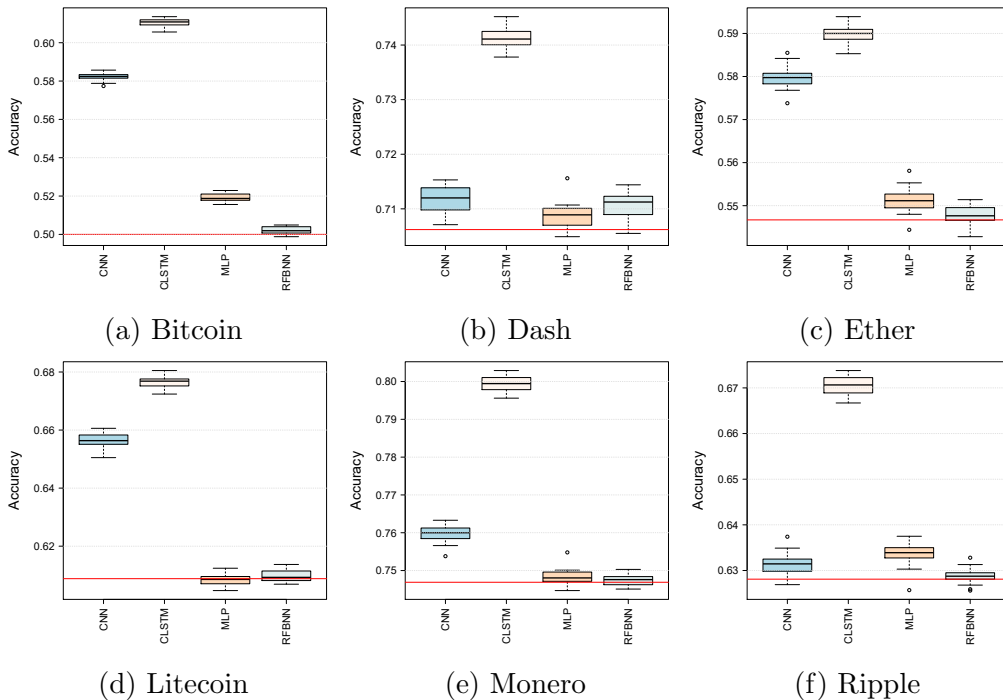 Accuracy
0.60
0.58
0.56
0.54
0.52
0.50
CNN
CLSTM
MLP
RFBNN
(a) Bitcoin
Accuracy
0.74
0.73
0.72
0.71
CNN
CLSTM
MLP
RFBNN
(b) Dash
Accuracy
0.59
0.58
0.57
0.56
0.55
CNN
CLSTM
MLP
RFBNN
(c) Ether
Accuracy
0.68
0.66
0.64
0.62
CNN
CLSTM
MLP
RFBNN
(d) Litecoin
Accuracy
0.80
0.79
0.78
0.77
0.76
0.75
CNN
CLSTM
MLP
RFBNN
(e) Monero
Accuracy
0.67
0.66
0.65
0.64
0.63
CNN
CLSTM
MLP
RFBNN
(f) Ripple